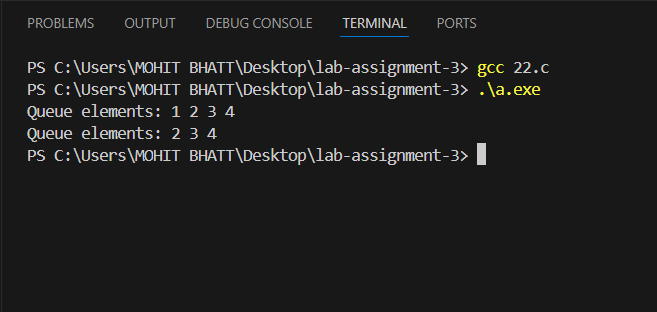 PROBLEMS OUTPUT DEBUG CONSOLE TERMINAL PORTS
PS C:\Users\MOHIT BHATT\Desktop\lab-assignment-3> gcc 22.c
PS C:\Users\MOHIT BHATT\Desktop\lab-assignment-3> .\a.exe
Queue elements: 1 2 3 4
Queue elements: 2 3 4
PS C:\Users\MOHIT BHATT\Desktop\lab-assignment-3>